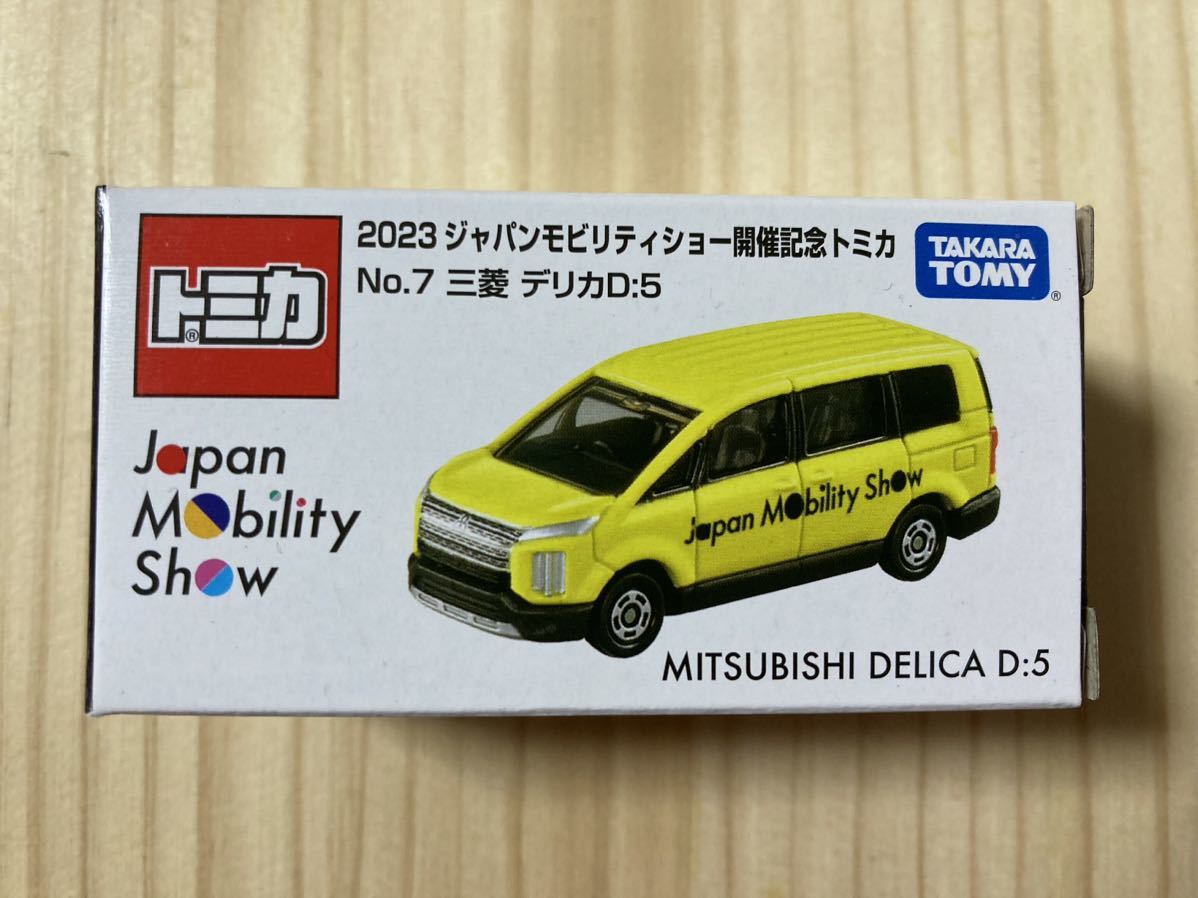 トミカ®
2023 ジャパンモビリティショー開催記念トミカ
No.7 三菱 デリカD:5
TAKARA
TOMY®
Japan
Mobility
Show
Japan Mobility Show
MITSUBISHI DELICA D:5